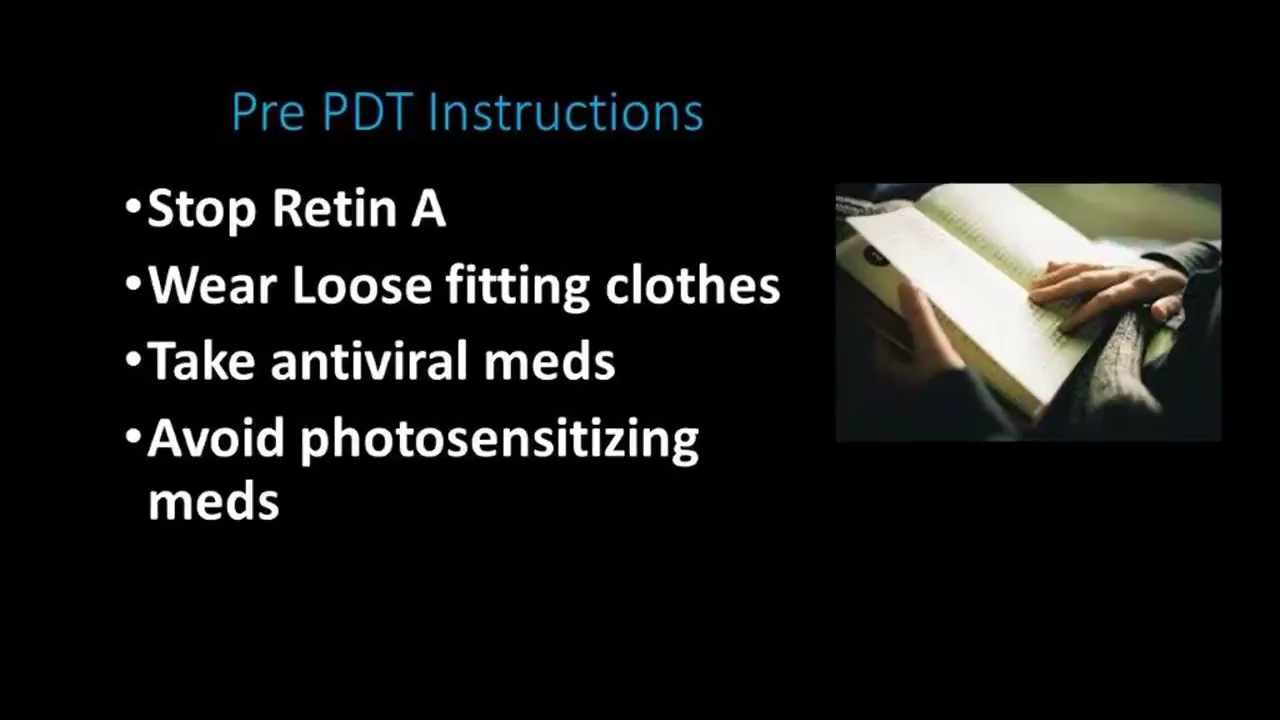 Pre PDT Instructions
•Stop Retin A
•Wear Loose fitting clothes
•Take antiviral meds
•Avoid photosensitizing
meds